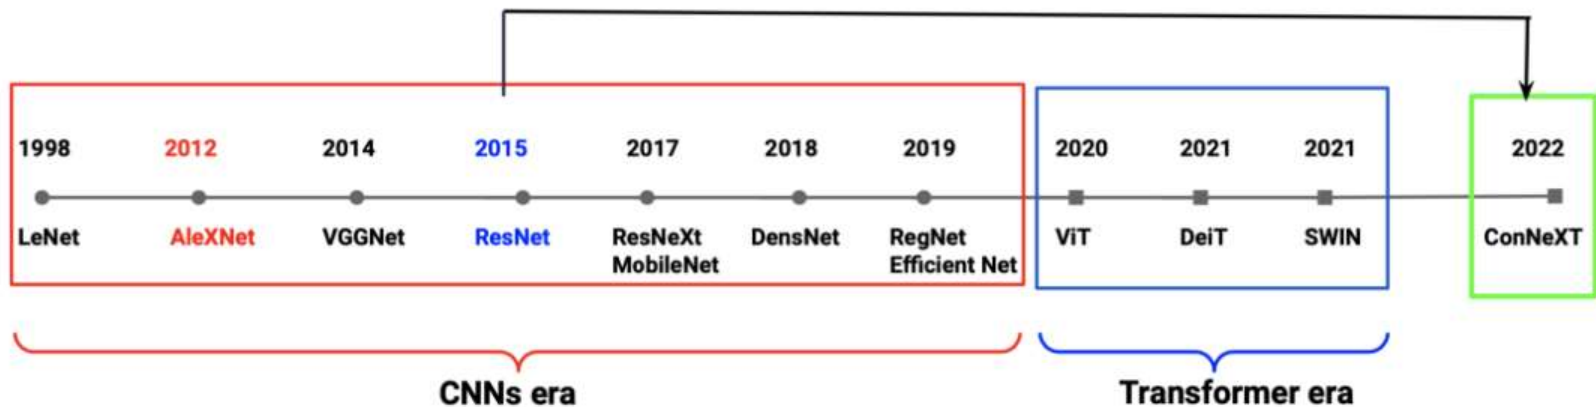 1998 2012 2014 2015 2017 2018 2019 2020 2021 2021 2022
LeNet AleXNet VGGNet ResNet ResNeXt DensNet RegNet ViT DeiT SWIN ConNeXT
MobileNet Efficient Net
CNNs era Transformer era